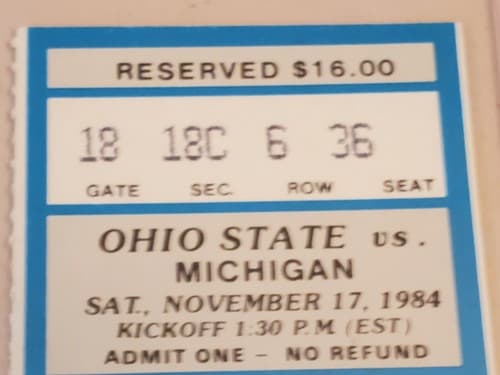 RESERVED $16.00
18 18C 6 36
GATE SEC. ROW SEAT
OHIO STATE vs.
MICHIGAN
SAT., NOVEMBER 17, 1984
KICKOFF 1:30 P.M. (EST)
ADMIT ONE – NO REFUND